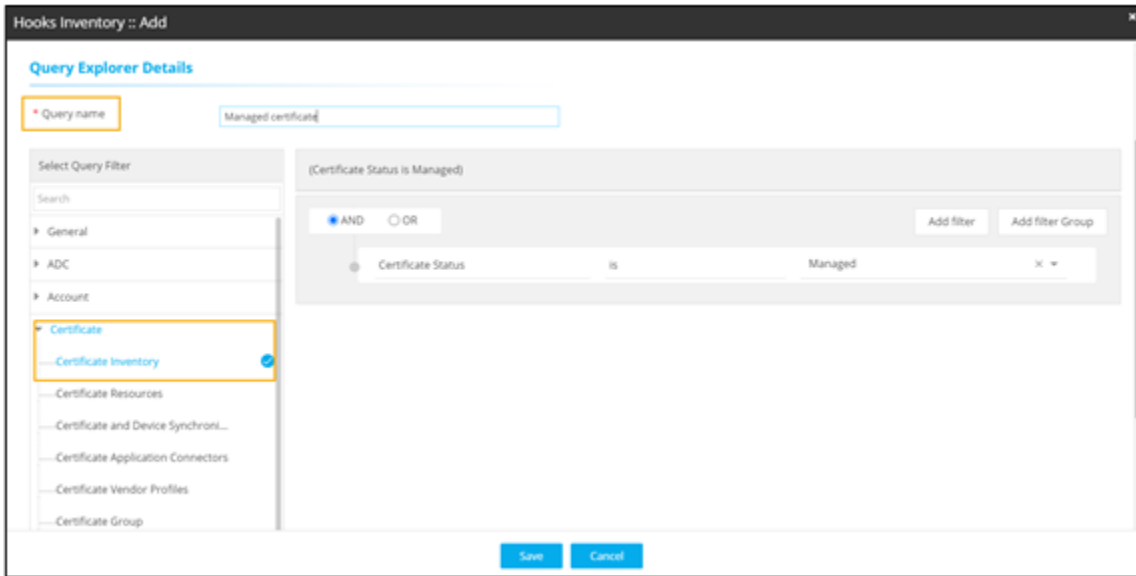 Hooks Inventory :: Add
×
Query Explorer Details
* Query name
Managed certificate
Select Query Filter
(Certificate Status is Managed)
Search
AND
OR
Add filter
Add filter Group
General
Certificate Status
is
Managed
×
ADC
Account
Certificate
Certificate Inventory
Certificate Resources
Certificate and Device Synchroni...
Certificate Application Connectors
Certificate Vendor Profiles
Certificate Group
Save
Cancel